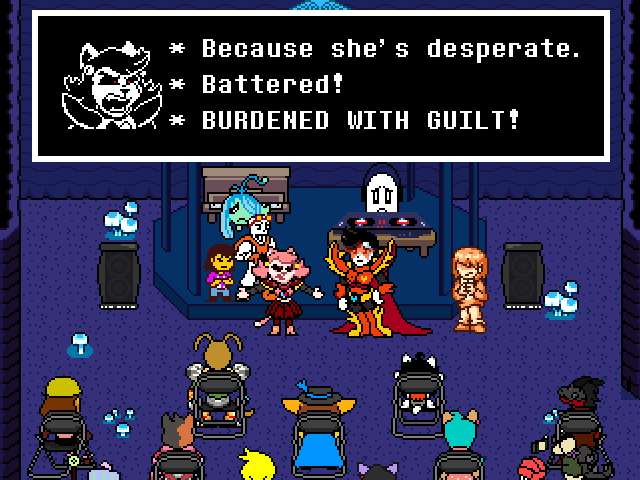 * Because she's desperate.
* Battered!
* BURDENED WITH GUILT!